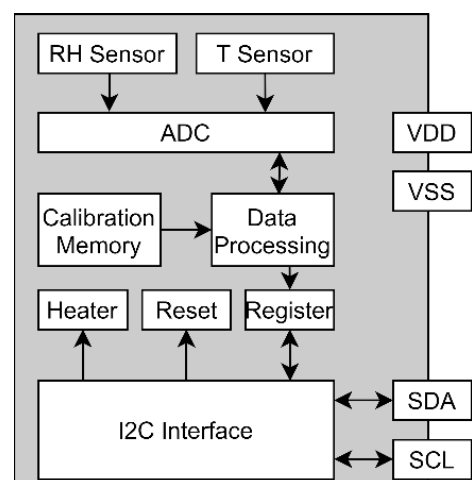 RH Sensor
T Sensor
ADC
VDD
VSS
Calibration
Memory
Data
Processing
Heater
Reset
Register
I2C Interface
SDA
SCL